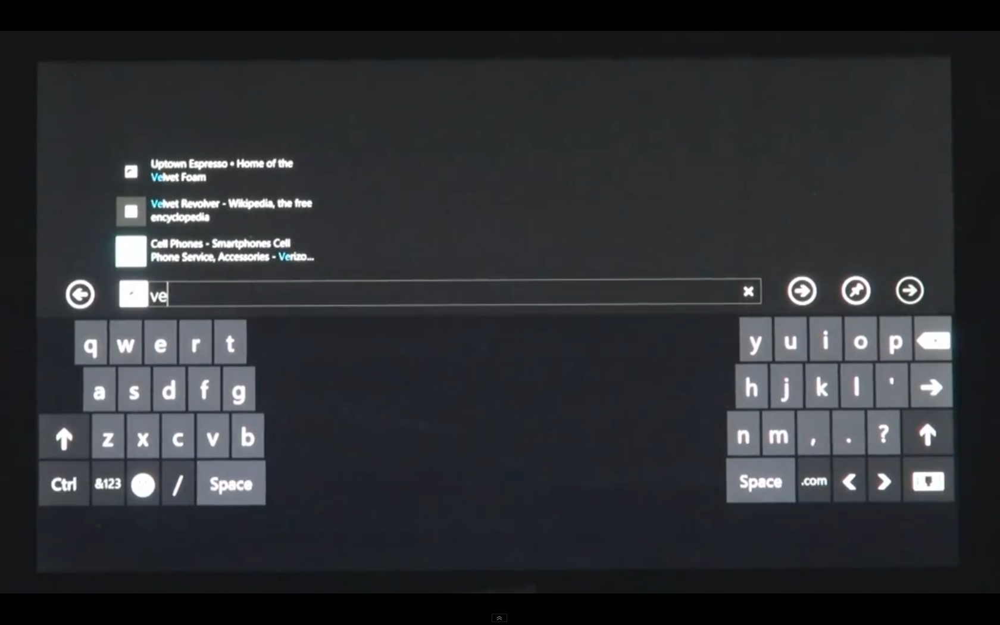 Uptown Espresso • Home of the
Velvet Foam
Velvet Revolver - Wikipedia, the free
encyclopedia
Cell Phones - Smartphones Cell
Phone Service, Accessories - Verizo...
ve
q w e r t y u i o p
a s d f g h j k l '
z x c v b n m , . ?
Ctrl &123 / Space Space .com < >